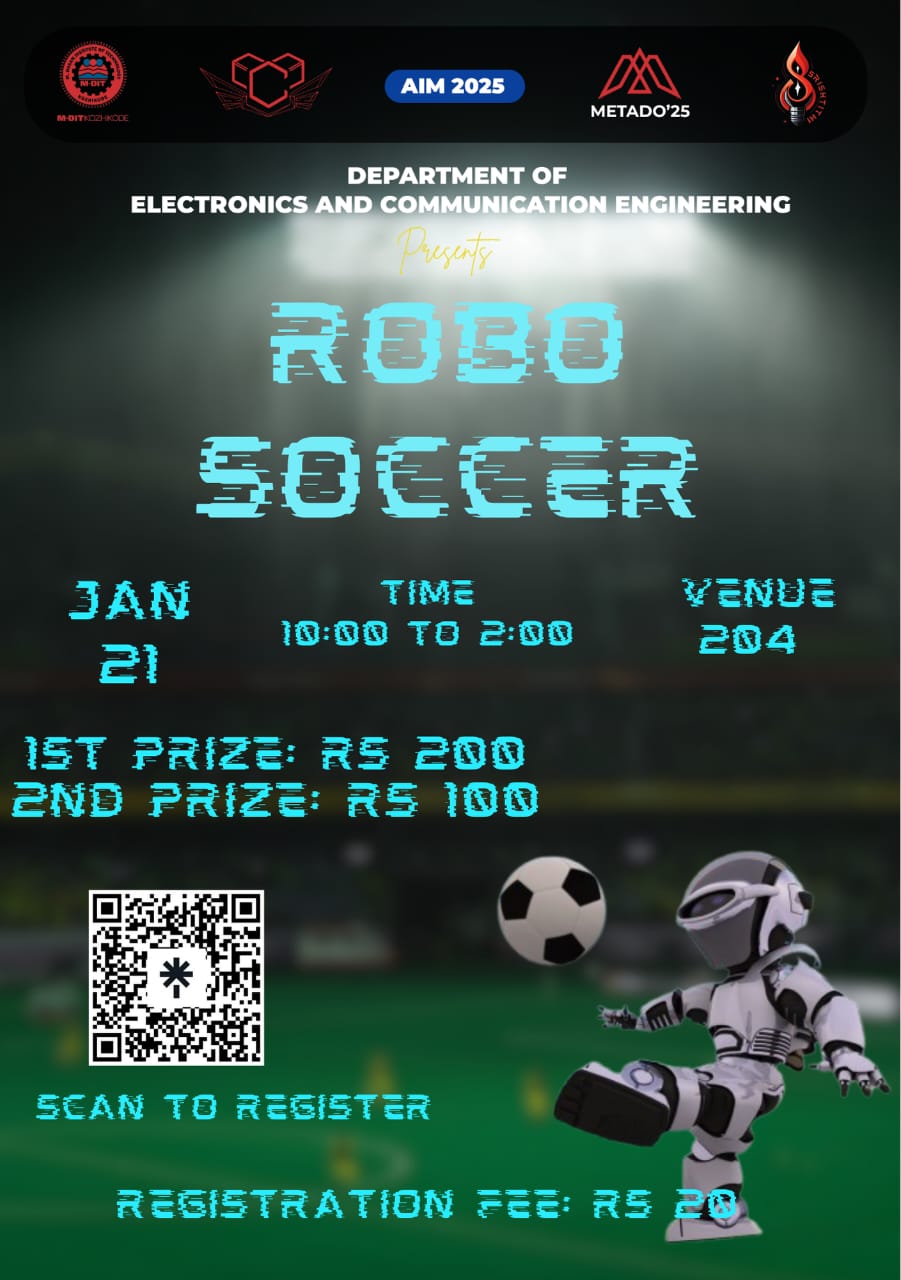 M-DIT
M-DIT KOZHIKODE
AIM 2025
METADO'25
SRISHTITHI
DEPARTMENT OF
ELECTRONICS AND COMMUNICATION ENGINEERING
Presents
ROBO
SOCCER
JAN
21
TIME
10:00 TO 2:00
VENUE
204
1ST PRIZE: RS 200
2ND PRIZE: RS 100
SCAN TO REGISTER
REGISTRATION FEE: RS 20